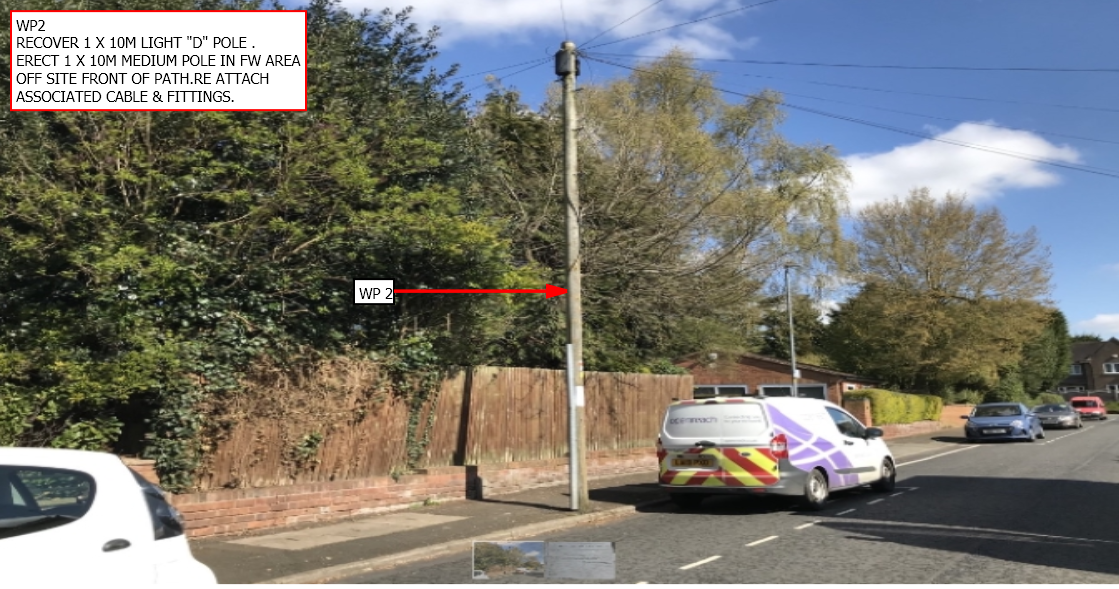 WP2
RECOVER 1 X 10M LIGHT "D" POLE .
ERECT 1 X 10M MEDIUM POLE IN FW AREA
OFF SITE FRONT OF PATH.RE ATTACH
ASSOCIATED CABLE & FITTINGS.
WP 2
openreach